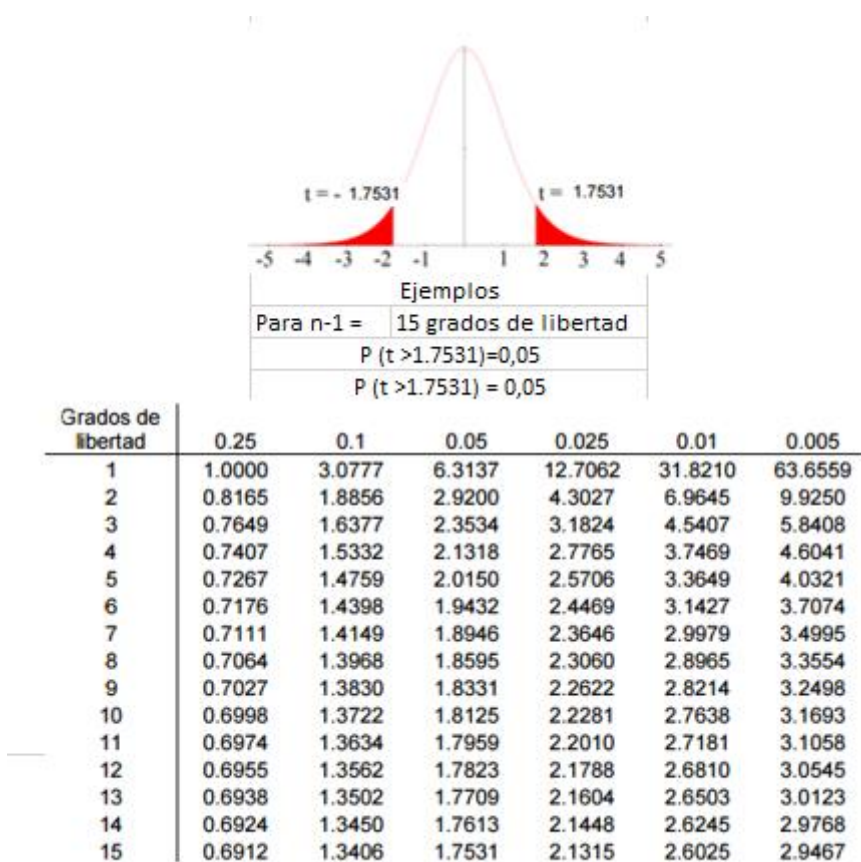 t = - 1.7531 t = 1.7531
-5 -4 -3 -2 -1 1 2 3 4 5
Ejemplos
Para n-1 = 15 grados de libertad
P (t >1.7531)=0,05
P (t >1.7531) = 0,05
Grados de
libertad 0.25 0.1 0.05 0.025 0.01 0.005
1 1.0000 3.0777 6.3137 12.7062 31.8210 63.6559
2 0.8165 1.8856 2.9200 4.3027 6.9645 9.9250
3 0.7649 1.6377 2.3534 3.1824 4.5407 5.8408
4 0.7407 1.5332 2.1318 2.7765 3.7469 4.6041
5 0.7267 1.4759 2.0150 2.5706 3.3649 4.0321
6 0.7176 1.4398 1.9432 2.4469 3.1427 3.7074
7 0.7111 1.4149 1.8946 2.3646 2.9979 3.4995
8 0.7064 1.3968 1.8595 2.3060 2.8965 3.3554
9 0.7027 1.3830 1.8331 2.2622 2.8214 3.2498
10 0.6998 1.3722 1.8125 2.2281 2.7638 3.1693
11 0.6974 1.3634 1.7959 2.2010 2.7181 3.1058
12 0.6955 1.3562 1.7823 2.1788 2.6810 3.0545
13 0.6938 1.3502 1.7709 2.1604 2.6503 3.0123
14 0.6924 1.3450 1.7613 2.1448 2.6245 2.9768
15 0.6912 1.3406 1.7531 2.1315 2.6025 2.9467